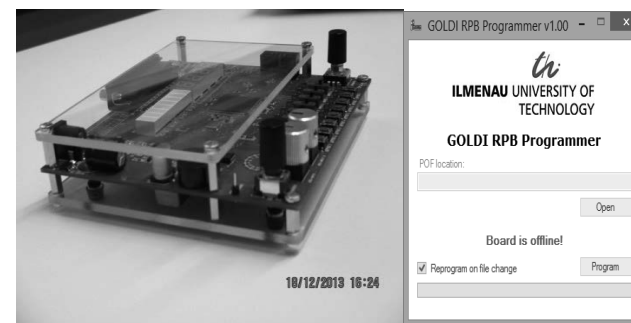 18/12/2013 16:24
GOLDI RPB Programmer v1.00
th
ILMENAU UNIVERSITY OF
TECHNOLOGY
GOLDI RPB Programmer
POF location:
Open
Board is offline!
Reprogram on file change
Program